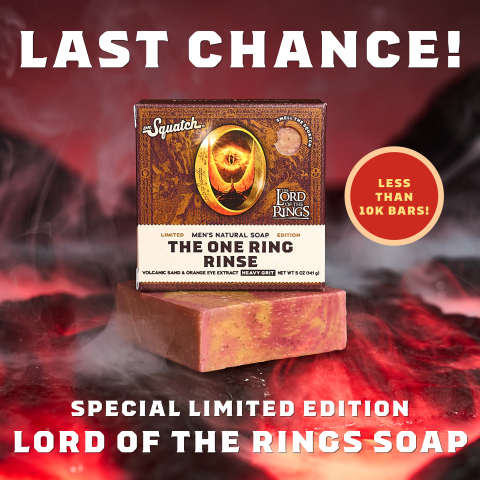 LAST CHANCE!
DR. Squatch
SMELL THE POWER
THE LORD
OF THE
RINGS
LESS
THAN
10K BARS!
LIMITED MEN'S NATURAL SOAP EDITION
THE ONE RING
RINSE
VOLCANIC SAND & ORANGE EYE EXTRACT HEAVY GRIT NET WT 5 OZ (141 g)
SPECIAL LIMITED EDITION
LORD OF THE RINGS SOAP